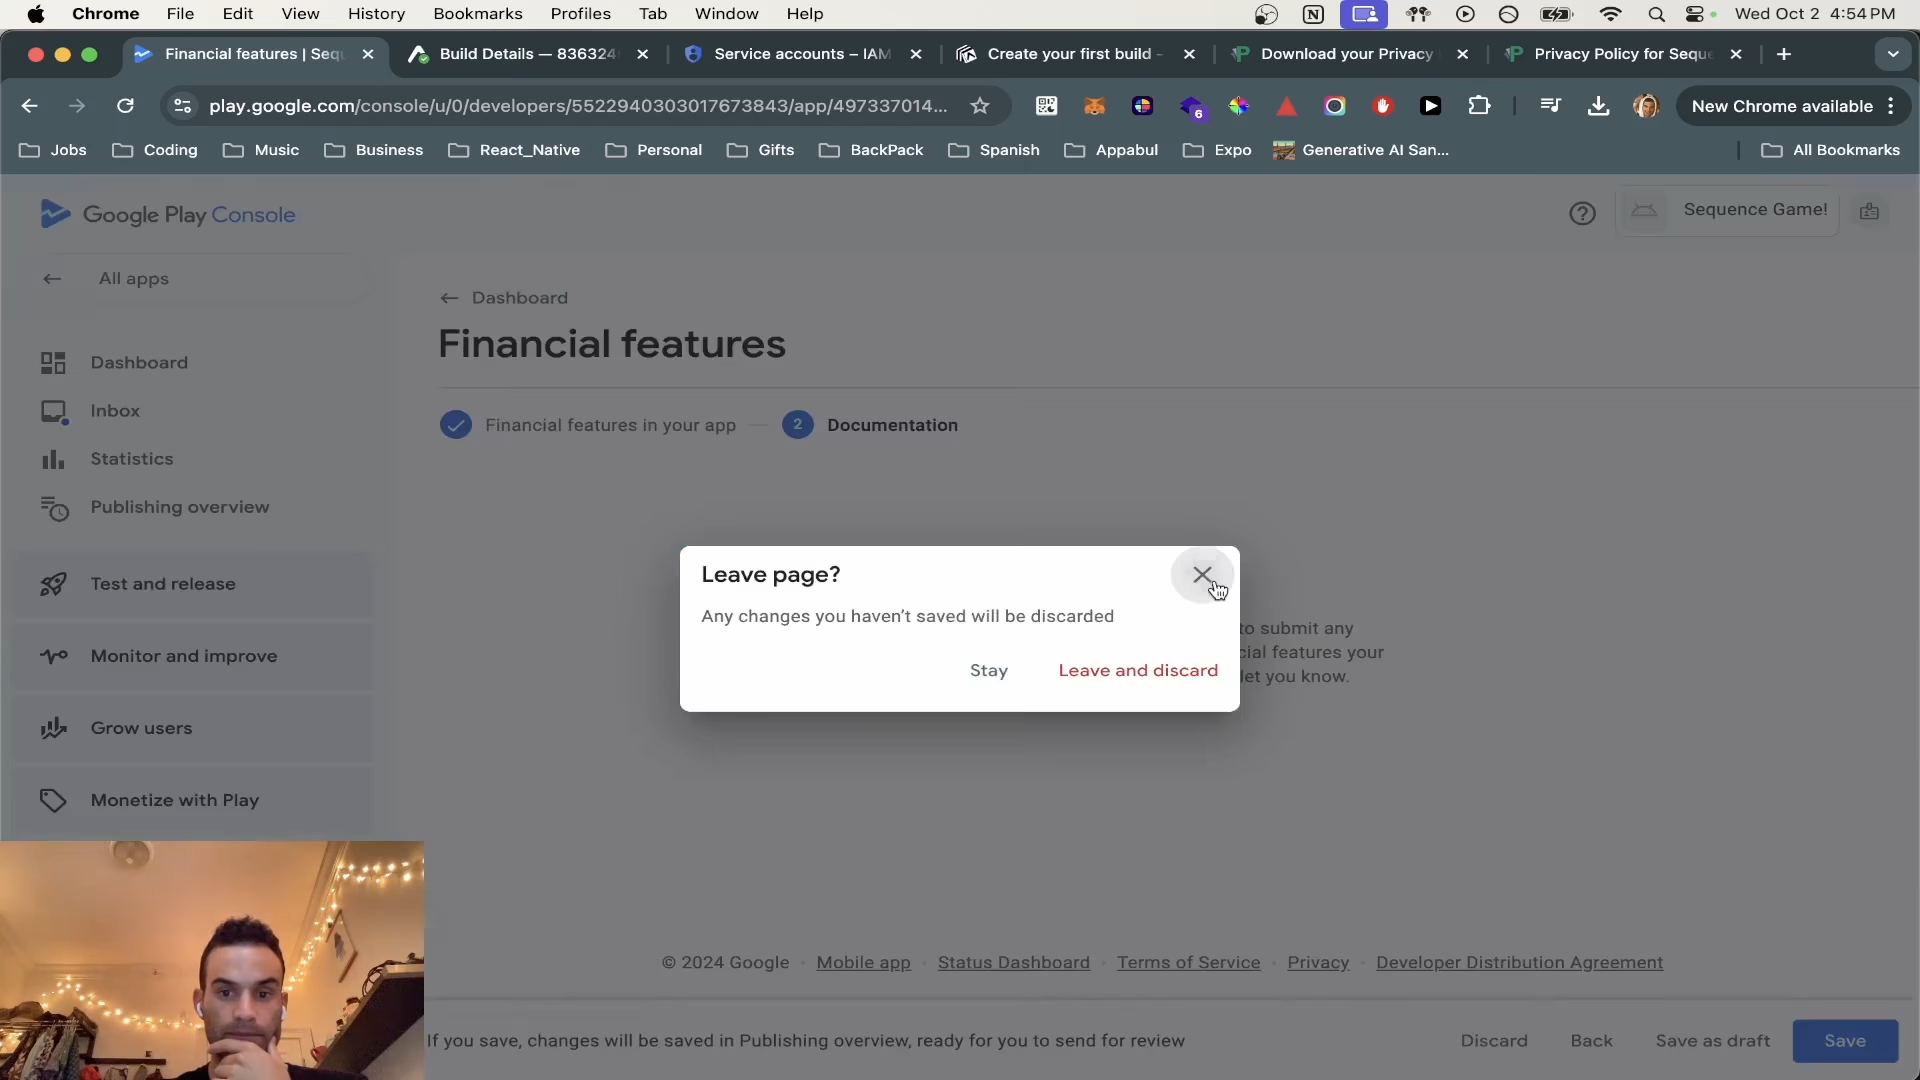 Chrome File Edit View History Bookmarks Profiles Tab Window Help Wed Oct 2 4:54 PM
Financial features | Sequ Build Details — 836324 Service accounts – IAM Create your first build - Download your Privacy Privacy Policy for Seque
play.google.com/console/u/0/developers/5522940303017673843/app/497337014... 6 New Chrome available
Jobs Coding Music Business React_Native Personal Gifts BackPack Spanish Appabul Expo Generative AI San... All Bookmarks
Google Play Console Sequence Game!
All apps
Dashboard
Financial features
Dashboard
Inbox
Financial features in your app 2 Documentation
Statistics
Publishing overview
Test and release
Leave page?
Any changes you haven't saved will be discarded
Stay Leave and discard
to submit any
cial features your
let you know.
Monitor and improve
Grow users
Monetize with Play
© 2024 Google · Mobile app · Status Dashboard · Terms of Service · Privacy · Developer Distribution Agreement
If you save, changes will be saved in Publishing overview, ready for you to send for review Discard Back Save as draft Save